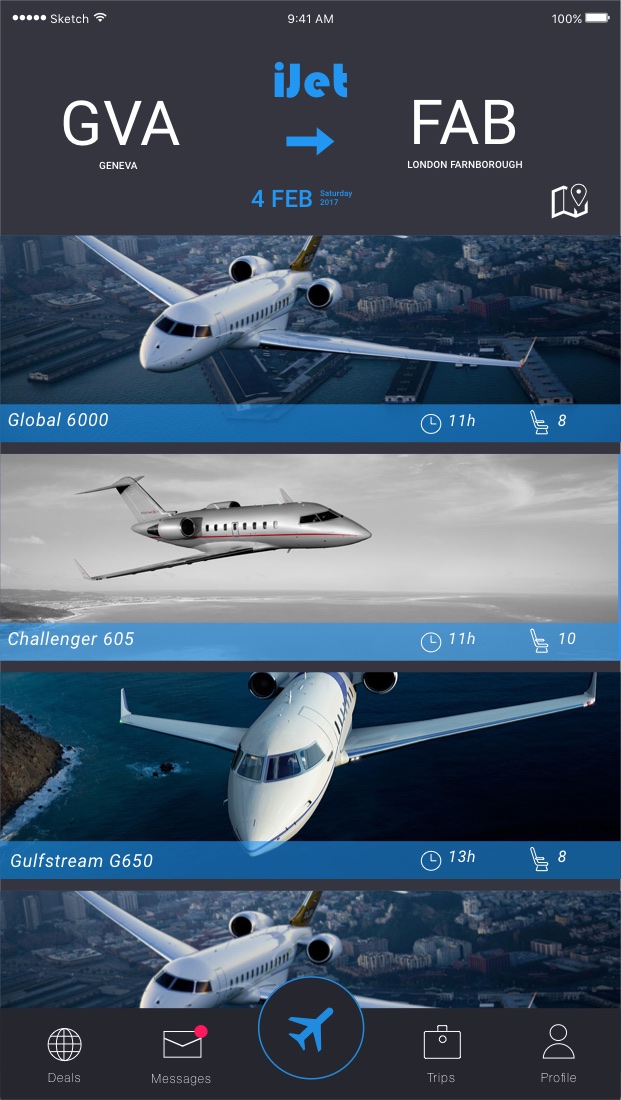 Sketch 9:41 AM 100%
iJet
GVA FAB
GENEVA LONDON FARNBOROUGH
4 FEB Saturday
2017
Global 6000 11h 8
Challenger 605 11h 10
Gulfstream G650 13h 8
Deals Messages Trips Profile